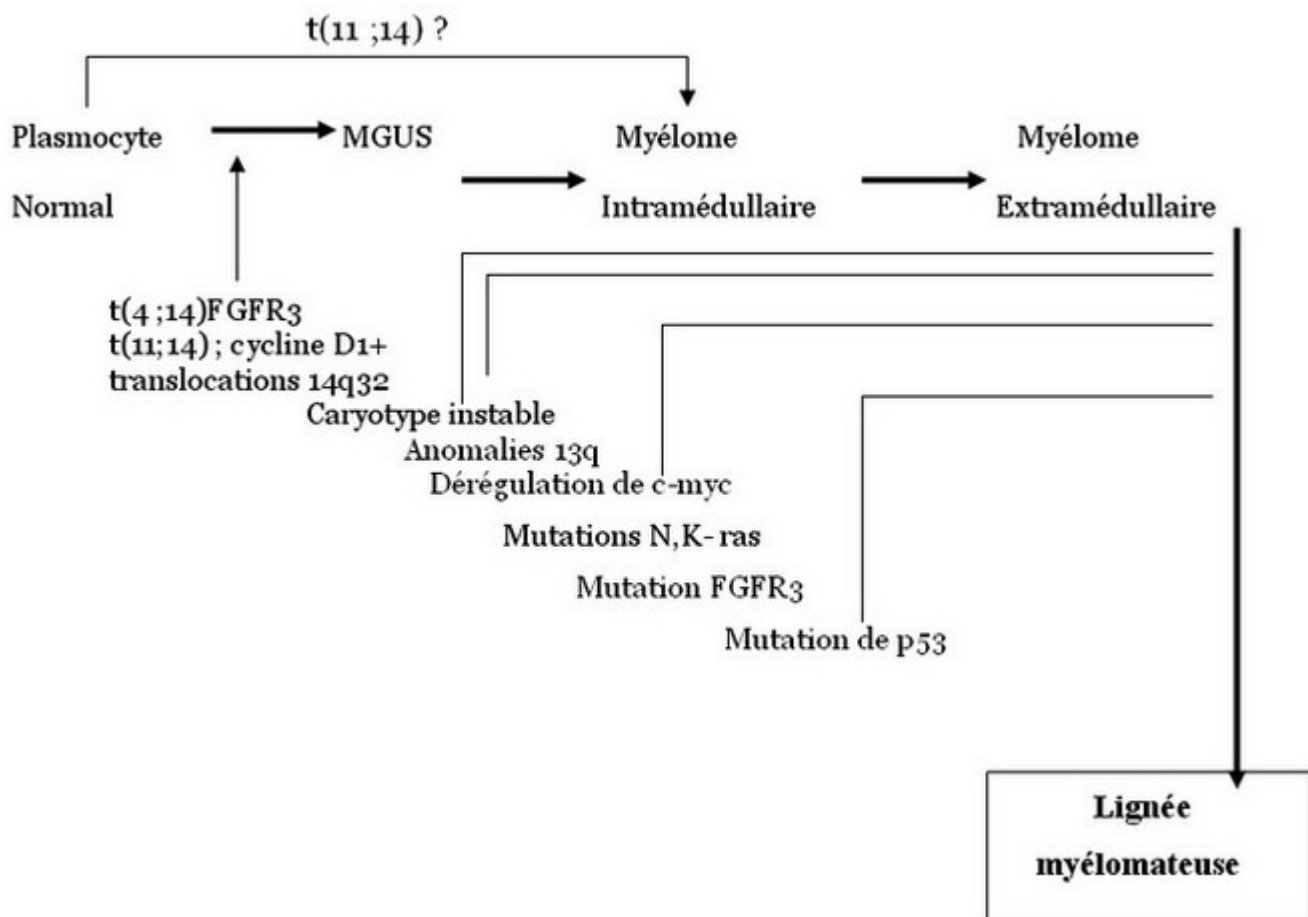 t(11 ;14) ?
Plasmocyte
Normal
MGUS
Myélome
Intramédullaire
Myélome
Extramédullaire
t(4 ;14)FGFR3
t(11;14) ; cycline D1+
translocations 14q32
Caryotype instable
Anomalies 13q
Dérégulation de c-myc
Mutations N,K- ras
Mutation FGFR3
Mutation de p53
Lignée
myélomateuse